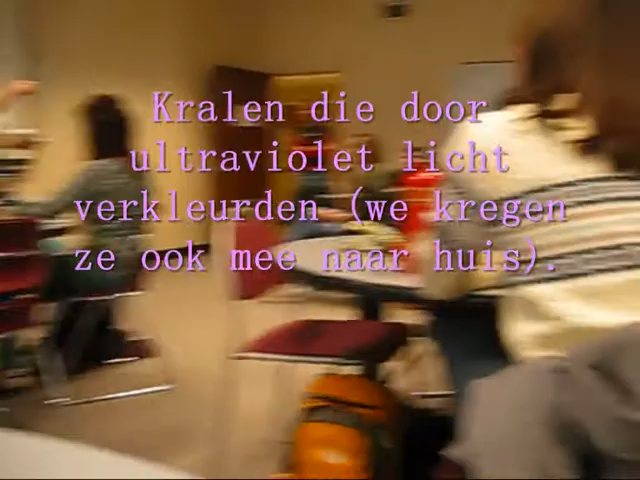 Kralen die door
ultraviolet licht
verkleurden (we kregen
ze ook mee naar huis).